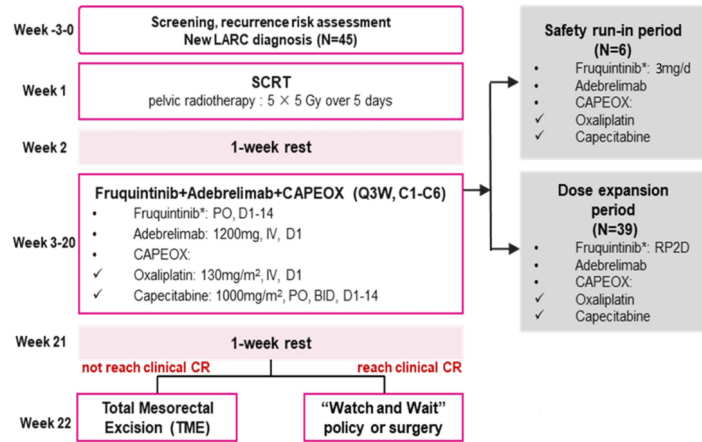 Week -3-0
Screening, recurrence risk assessment
New LARC diagnosis (N=45)
Week 1
SCRT
pelvic radiotherapy : 5 × 5 Gy over 5 days
Week 2
1-week rest
Week 3-20
Fruquintinib+Adebrelimab+CAPEOX (Q3W, C1-C6)
• Fruquintinib*: PO, D1-14
• Adebrelimab: 1200mg, IV, D1
• CAPEOX:
✓ Oxaliplatin: 130mg/m², IV, D1
✓ Capecitabine: 1000mg/m², PO, BID, D1-14
Week 21
1-week rest
not reach clinical CR
reach clinical CR
Week 22
Total Mesorectal
Excision (TME)
“Watch and Wait”
policy or surgery
Safety run-in period
(N=6)
• Fruquintinib*: 3mg/d
• Adebrelimab
• CAPEOX:
✓ Oxaliplatin
✓ Capecitabine
Dose expansion
period
(N=39)
• Fruquintinib*: RP2D
• Adebrelimab
• CAPEOX:
✓ Oxaliplatin
✓ Capecitabine